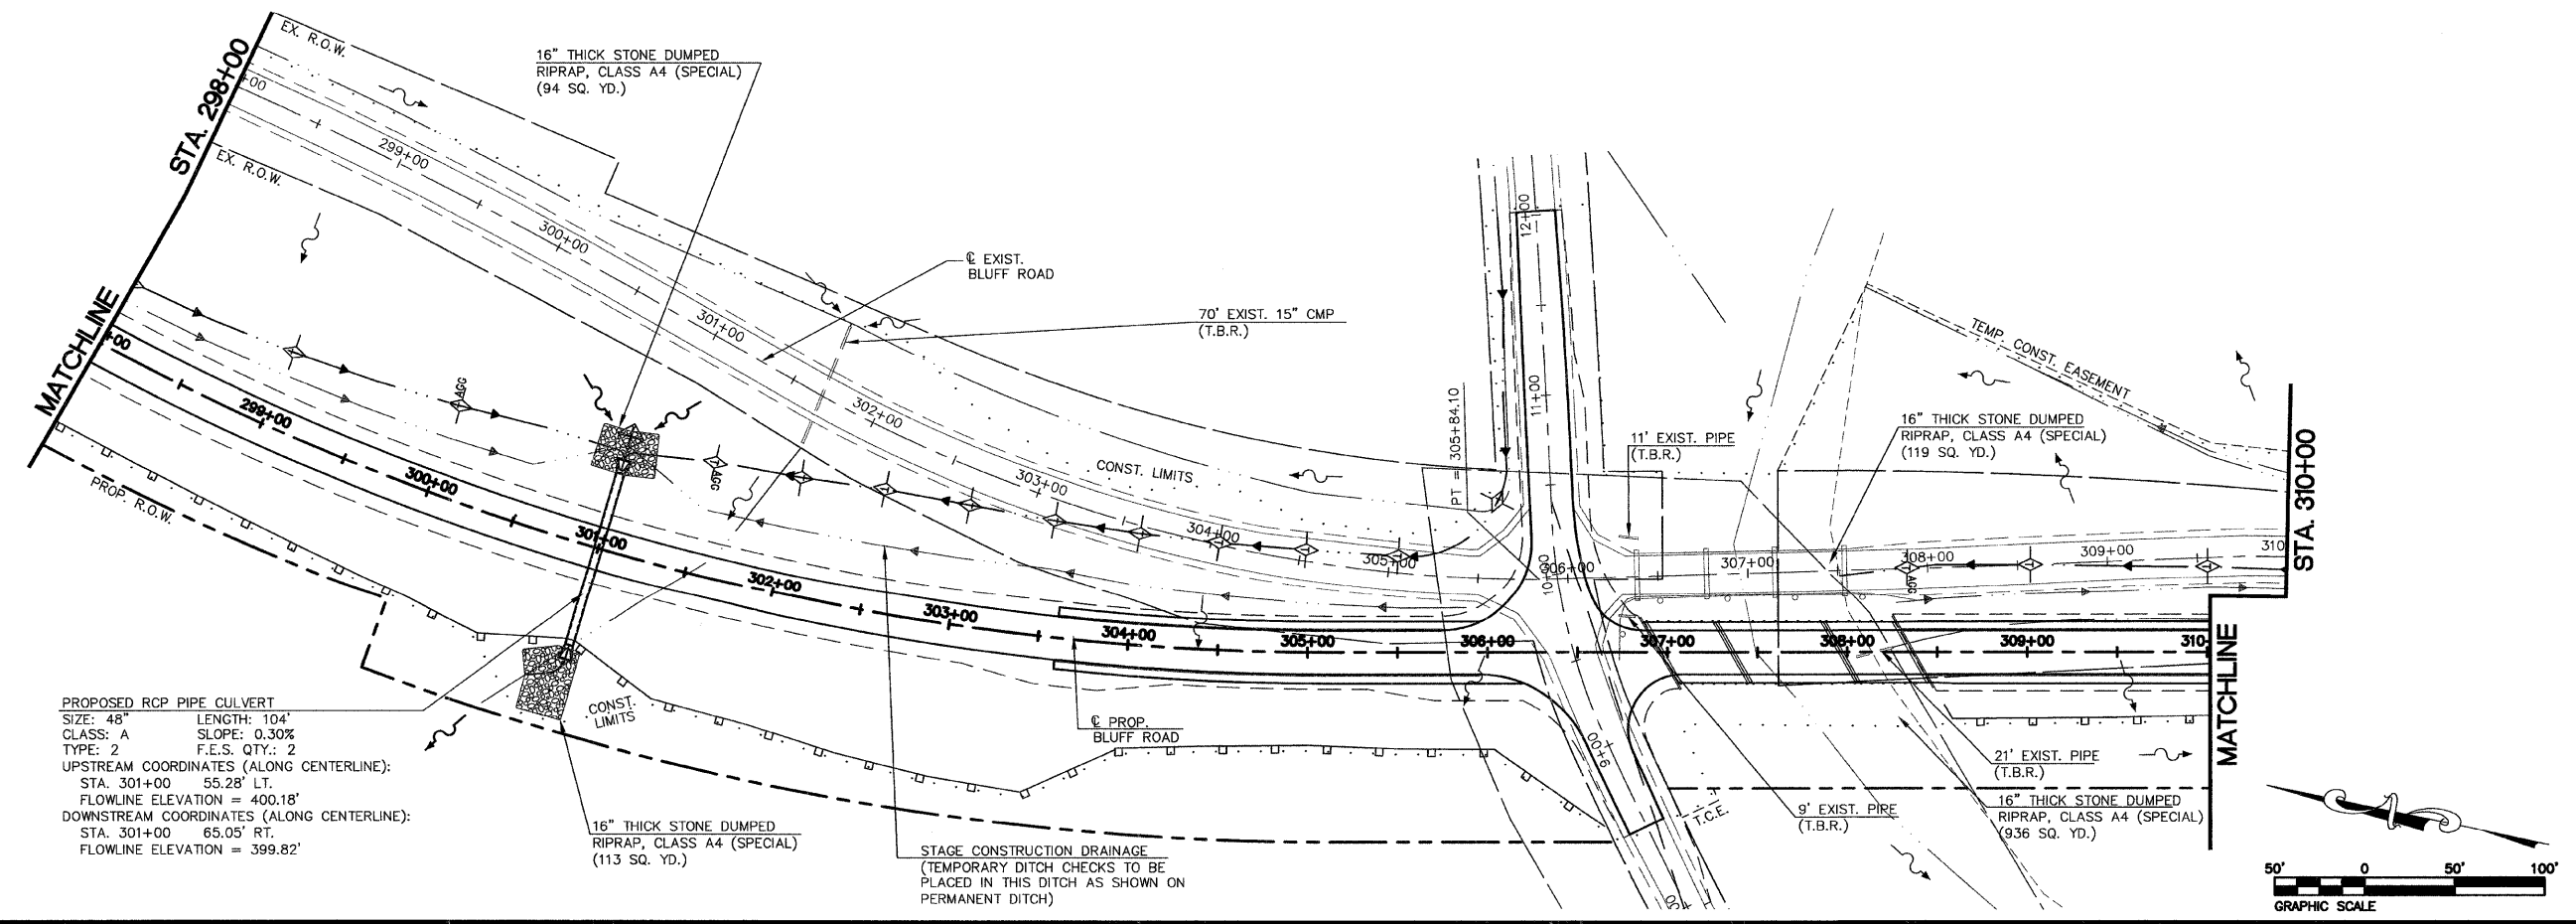 EX. R.O.W.
STA. 298+00
+00
EX. R.O.W.
299+00
300+00
301+00
302+00
303+00
304+00
305+00
306+00
307+00
308+00
309+00
310
16" THICK STONE DUMPED
RIPRAP, CLASS A4 (SPECIAL)
(94 SQ. YD.)
℄ EXIST.
BLUFF ROAD
70' EXIST. 15" CMP
(T.B.R.)
CONST. LIMITS
PT = 305+84.10
12+00
11+00
10+00
9+00
00
11' EXIST. PIPE
(T.B.R.)
TEMP. CONST. EASEMENT
16" THICK STONE DUMPED
RIPRAP, CLASS A4 (SPECIAL)
(119 SQ. YD.)
STA. 310+00
MATCHLINE
+00
AGG
AGG
AGG
299+00
300+00
301+00
302+00
303+00
304+00
305+00
306+00
307+00
308+00
309+00
310
PROP. R.O.W.
MATCHLINE
PROPOSED RCP PIPE CULVERT
SIZE: 48" LENGTH: 104'
CLASS: A SLOPE: 0.30%
TYPE: 2 F.E.S. QTY.: 2
UPSTREAM COORDINATES (ALONG CENTERLINE):
STA. 301+00 55.28' LT.
FLOWLINE ELEVATION = 400.18'
DOWNSTREAM COORDINATES (ALONG CENTERLINE):
STA. 301+00 65.05' RT.
FLOWLINE ELEVATION = 399.82'
CONST.
LIMITS
16" THICK STONE DUMPED
RIPRAP, CLASS A4 (SPECIAL)
(113 SQ. YD.)
℄ PROP.
BLUFF ROAD
STAGE CONSTRUCTION DRAINAGE
(TEMPORARY DITCH CHECKS TO BE
PLACED IN THIS DITCH AS SHOWN ON
PERMANENT DITCH)
T.C.E.
9' EXIST. PIPE
(T.B.R.)
21' EXIST. PIPE
(T.B.R.)
16" THICK STONE DUMPED
RIPRAP, CLASS A4 (SPECIAL)
(936 SQ. YD.)
50' 0 50' 100'
GRAPHIC SCALE